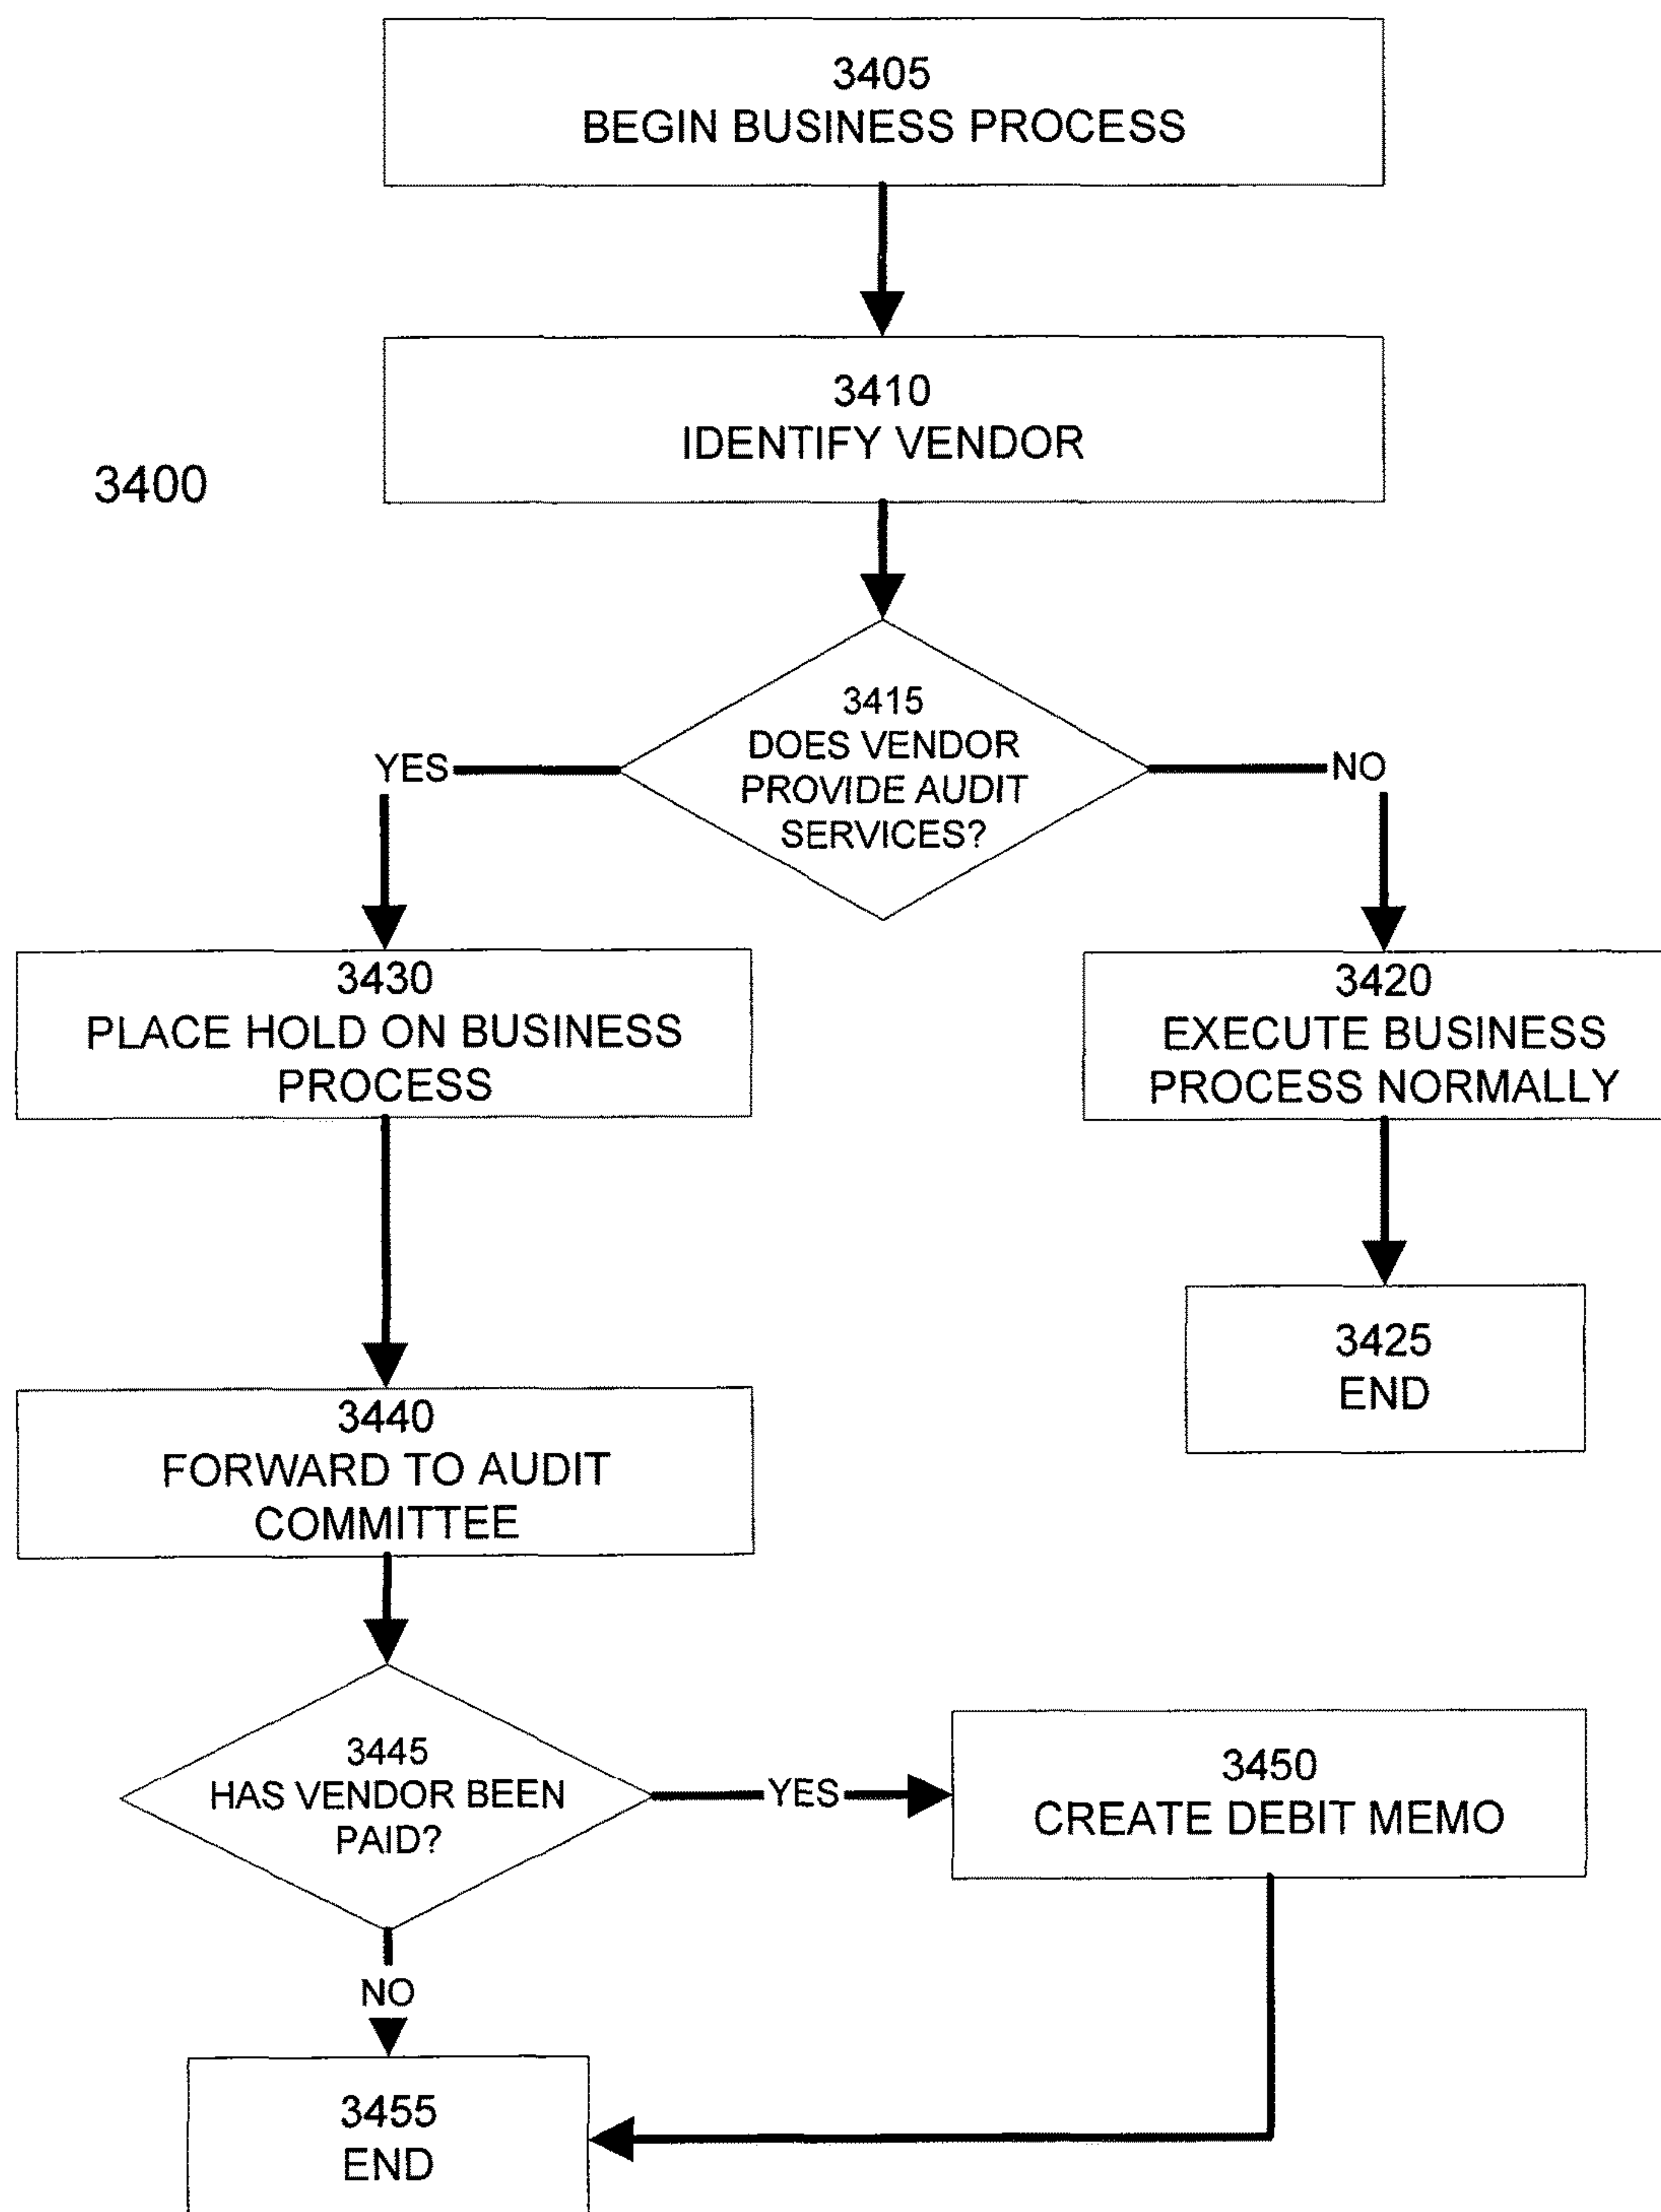 3405
BEGIN BUSINESS PROCESS
3410
IDENTIFY VENDOR
3400
3415
DOES VENDOR
PROVIDE AUDIT
SERVICES?
YES
NO
3430
PLACE HOLD ON BUSINESS
PROCESS
3420
EXECUTE BUSINESS
PROCESS NORMALLY
3425
END
3440
FORWARD TO AUDIT
COMMITTEE
3445
HAS VENDOR BEEN
PAID?
YES
3450
CREATE DEBIT MEMO
NO
3455
END